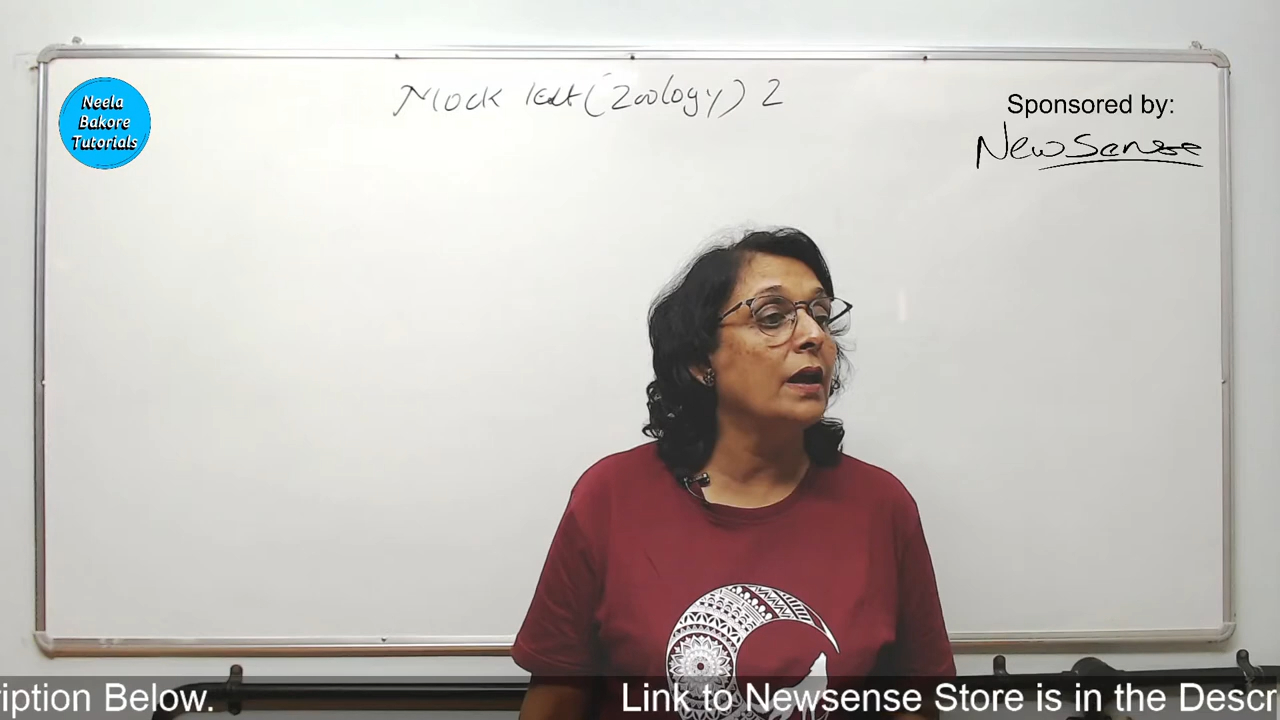 Mock test (Zoology) 2
Neela
Bakore
Tutorials
Sponsored by:
NewSense
ription Below.
Link to Newsense Store is in the Descr